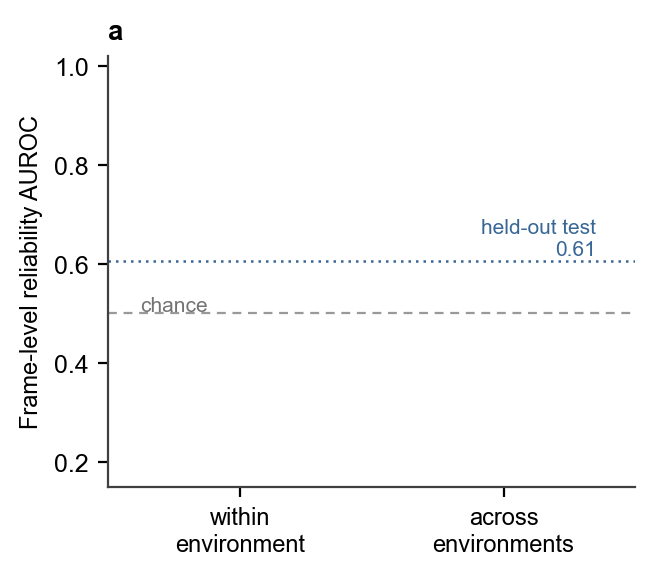 a
1.0
0.8
0.6
0.4
0.2
Frame-level reliability AUROC
held-out test
0.61
chance
within
environment
across
environments